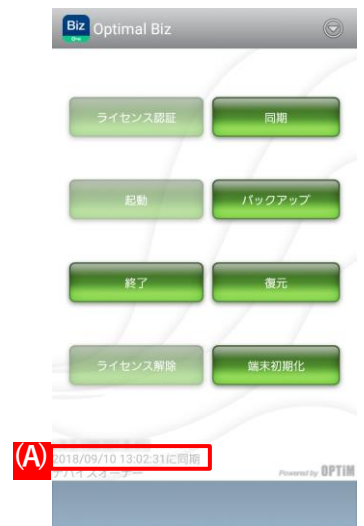 Biz Optimal Biz
ライセンス認証 同期
起動 バックアップ
終了 復元
ライセンス解除 端末初期化
(A)
2018/09/10 13:02:31に同期
デバイスオーナー
Powered by OPTiM